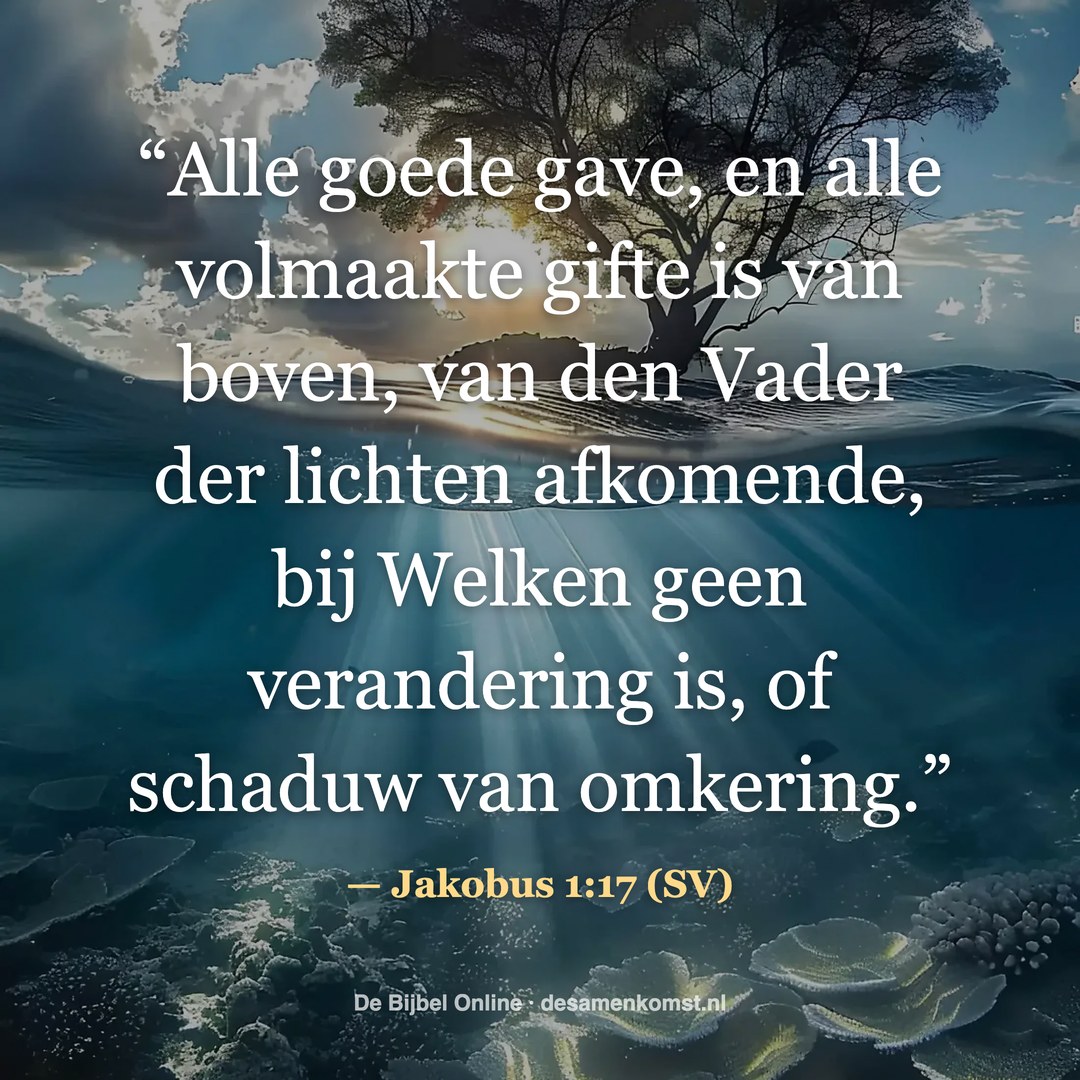 “Alle goede gave, en alle
volmaakte gifte is van
boven, van den Vader
der lichten afkomende,
bij Welken geen
verandering is, of
schaduw van omkering.”
— Jakobus 1:17 (SV)
De Bijbel Online · desamenkomst.nl